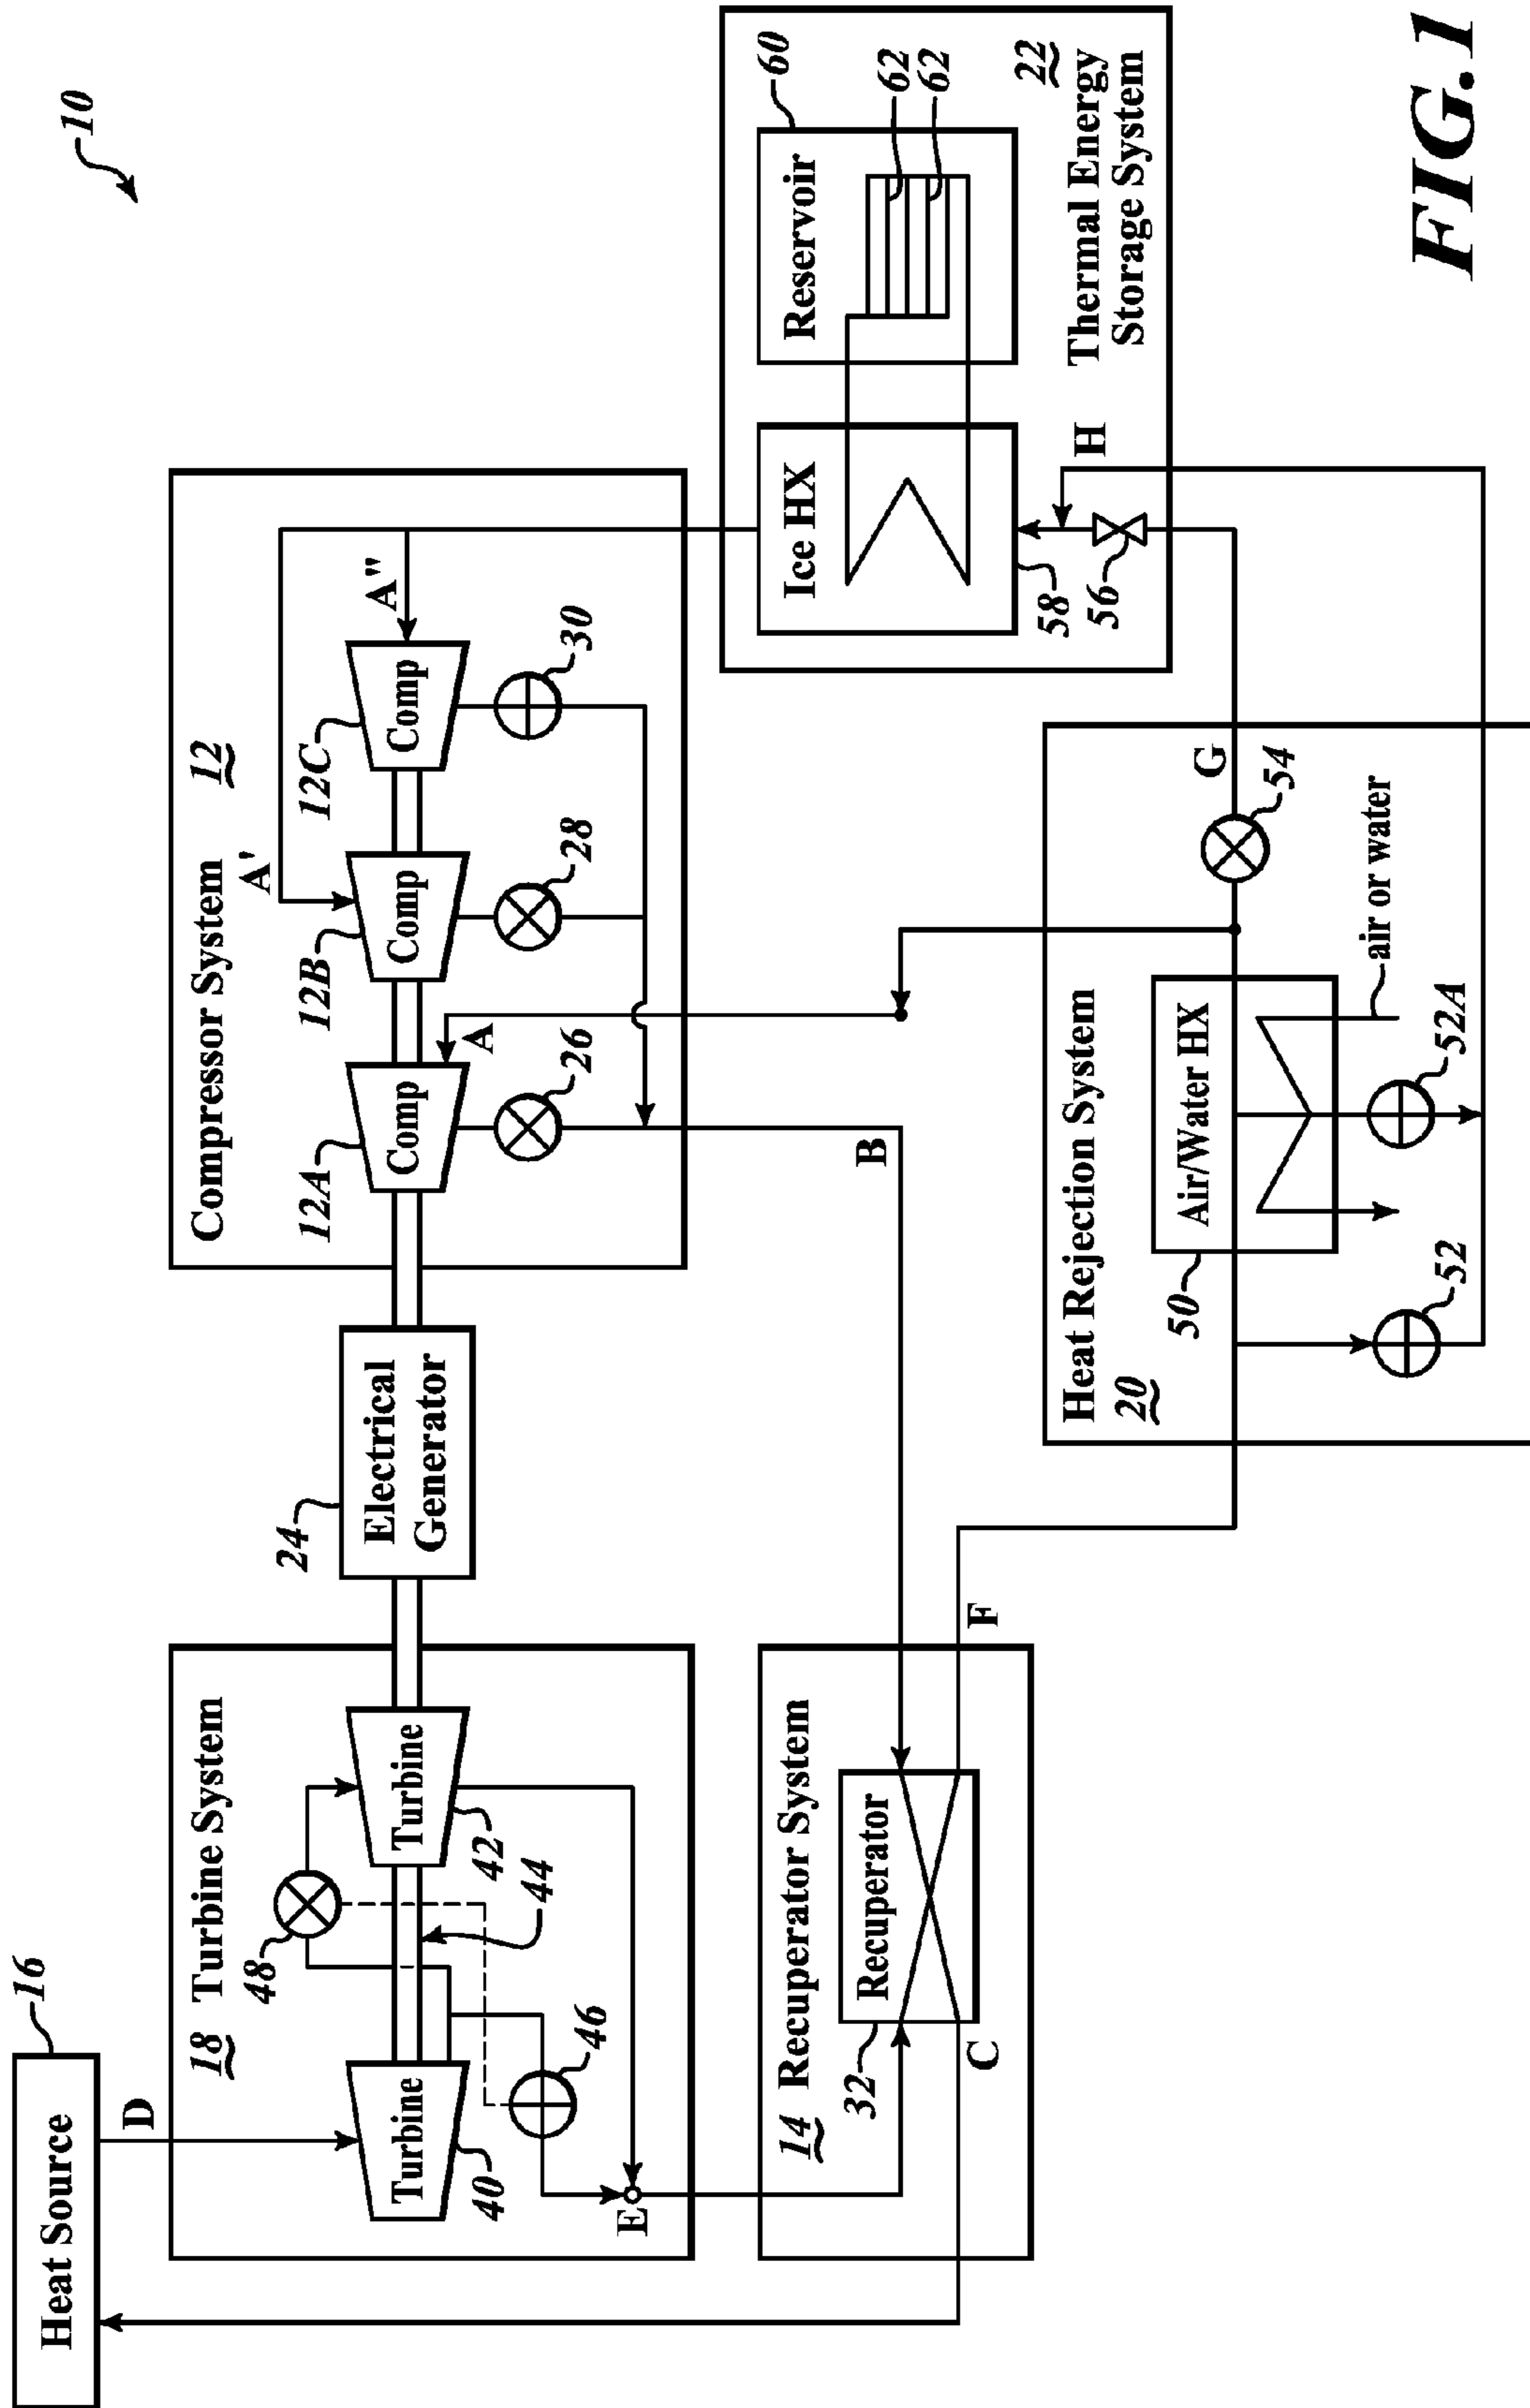 10
Heat Source
16
D
18 Turbine System
48
Turbine
40
Turbine
42
44
46
E
24
Electrical
Generator
Compressor System
12
12A
Comp
12B
Comp
12C
Comp
A'
A"
A
26
28
30
B
14 Recuperator System
32
Recuperator
C
F
Heat Rejection System
20
50
Air/Water HX
air or water
52
52A
54
G
Ice HX
58
56
H
Reservoir
60
62
62
22
Thermal Energy
Storage System
FIG.1